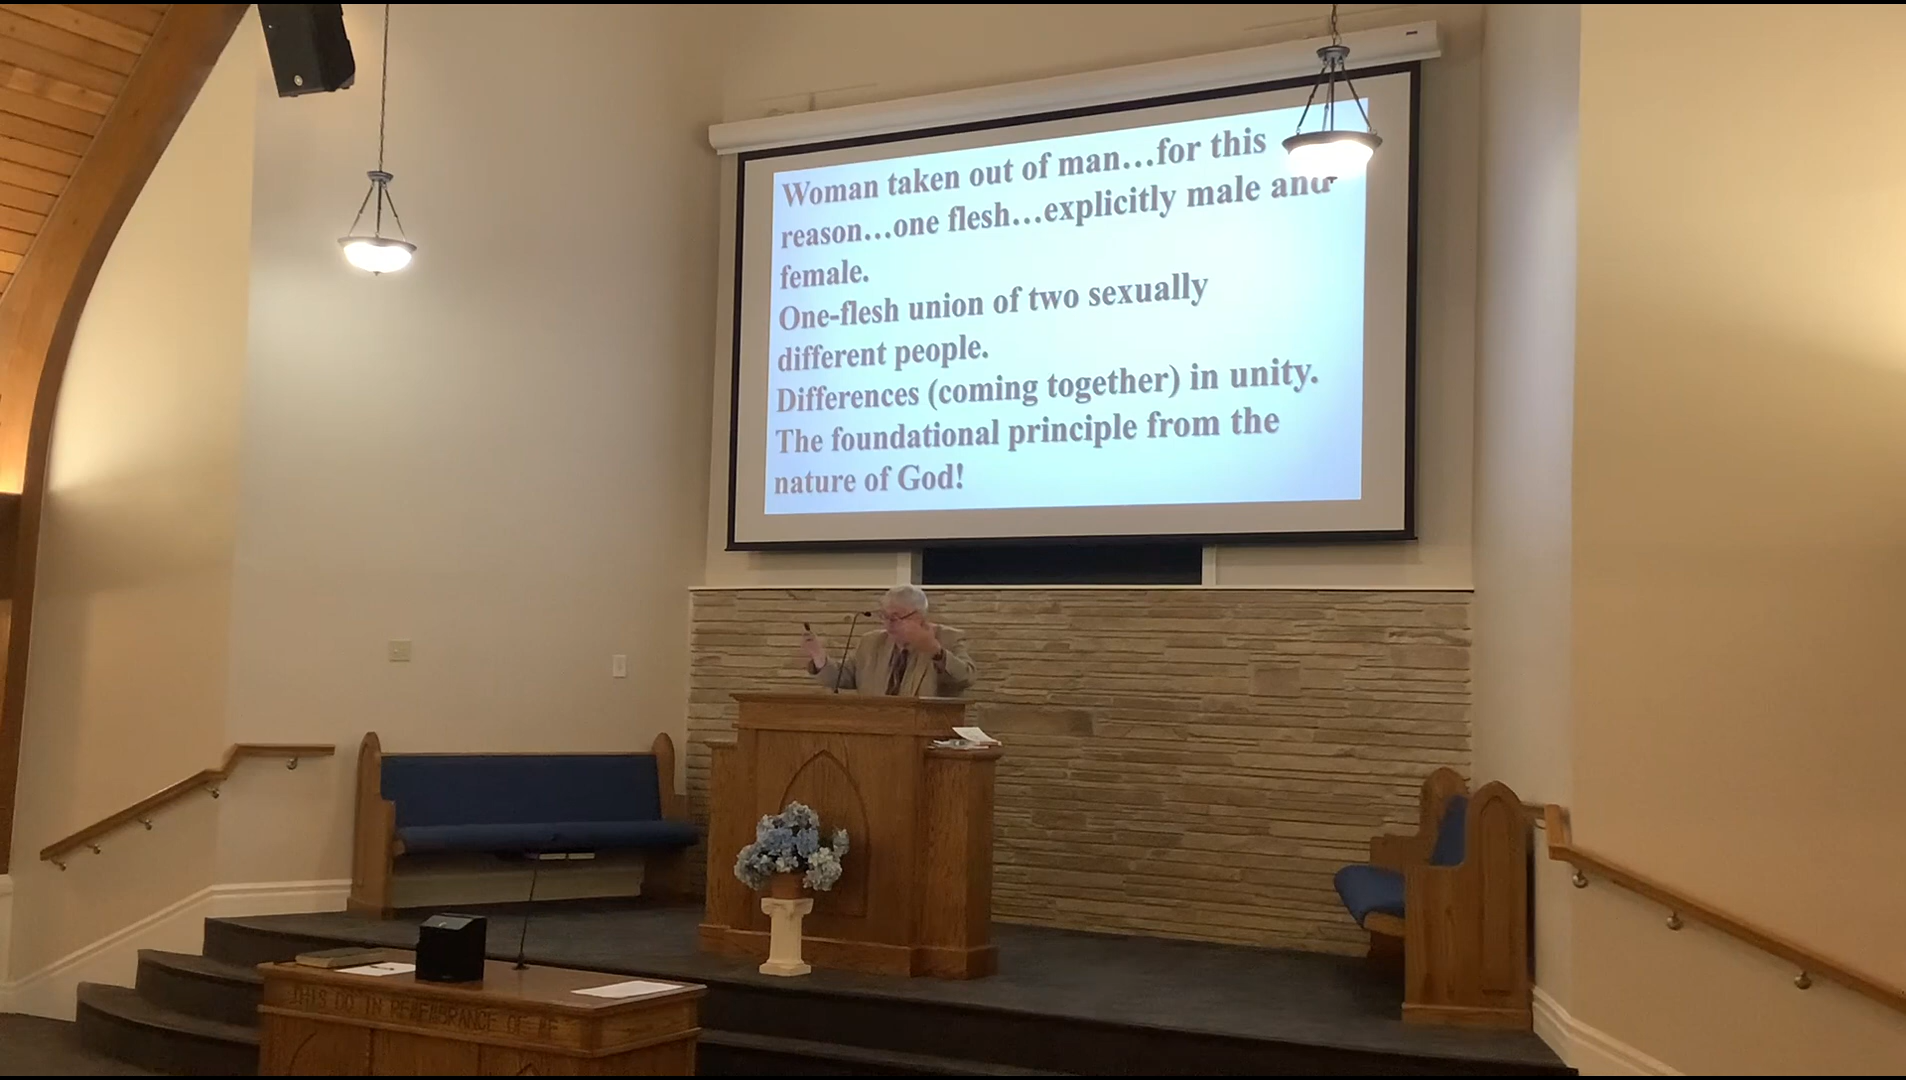 Woman taken out of man…for this
reason…one flesh…explicitly male and
female.
One-flesh union of two sexually
different people.
Differences (coming together) in unity.
The foundational principle from the
nature of God!
THIS DO IN REMEMBRANCE OF ME